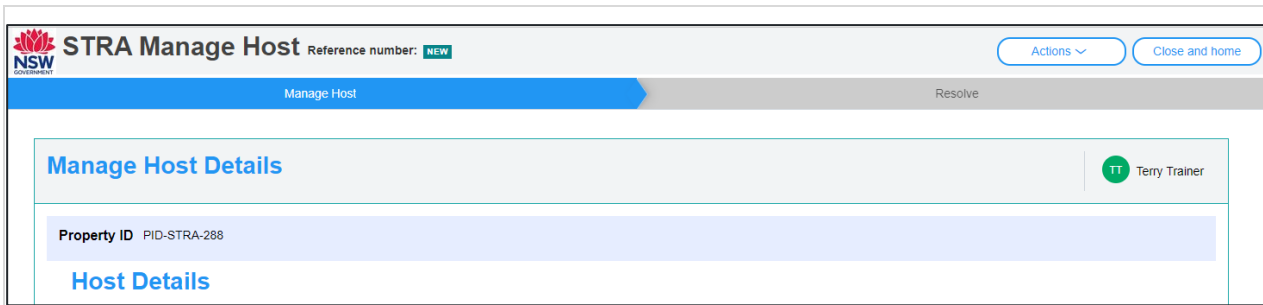 STRA Manage Host Reference number: NEW
Actions
Close and home
NSW
GOVERNMENT
Manage Host
Resolve
Manage Host Details
TT Terry Trainer
Property ID PID-STRA-288
Host Details